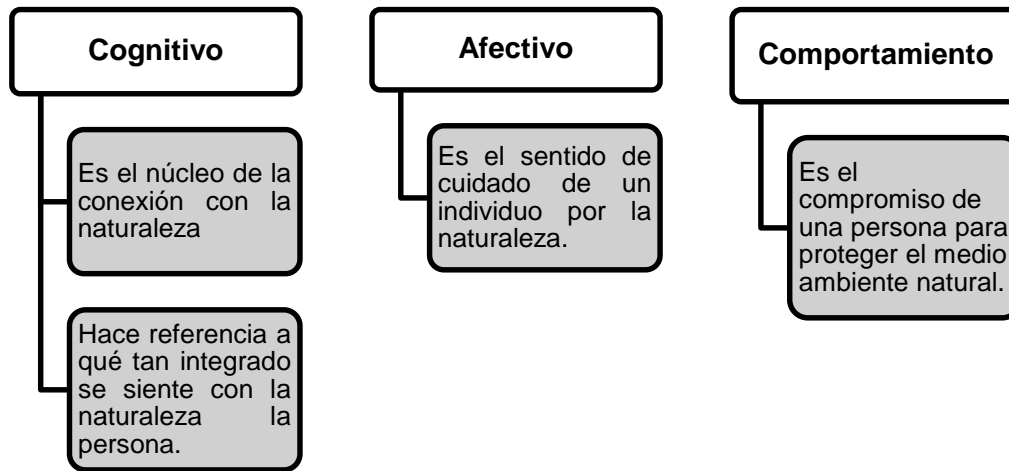 Cognitivo
Es el núcleo de la
conexión con la
naturaleza
Hace referencia a
qué tan integrado
se siente con la
naturaleza la
persona.
Afectivo
Es el sentido de
cuidado de un
individuo por la
naturaleza.
Comportamiento
Es el
compromiso de
una persona para
proteger el medio
ambiente natural.